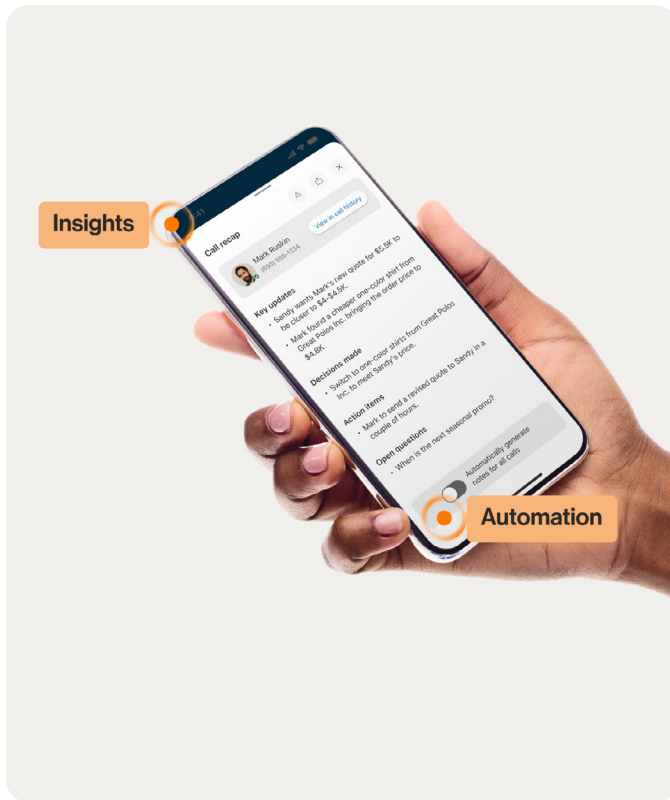 Insights
:41
Call recap
Mark Ruskin
(650) 555-1234
View in call history
Key updates
• Sandy wants Mark's new quote for $5.5K to
be closer to $4-$4.5K.
• Mark found a cheaper one-color shirt from
Great Polos Inc. bringing the order price to
$4.8K.
Decisions made
• Switch to one-color shirts from Great Polos
Inc. to meet Sandy's price.
Action items
• Mark to send a revised quote to Sandy in a
couple of hours.
Open questions
• When is the next seasonal promo?
Automatically generate
notes for all calls
Automation